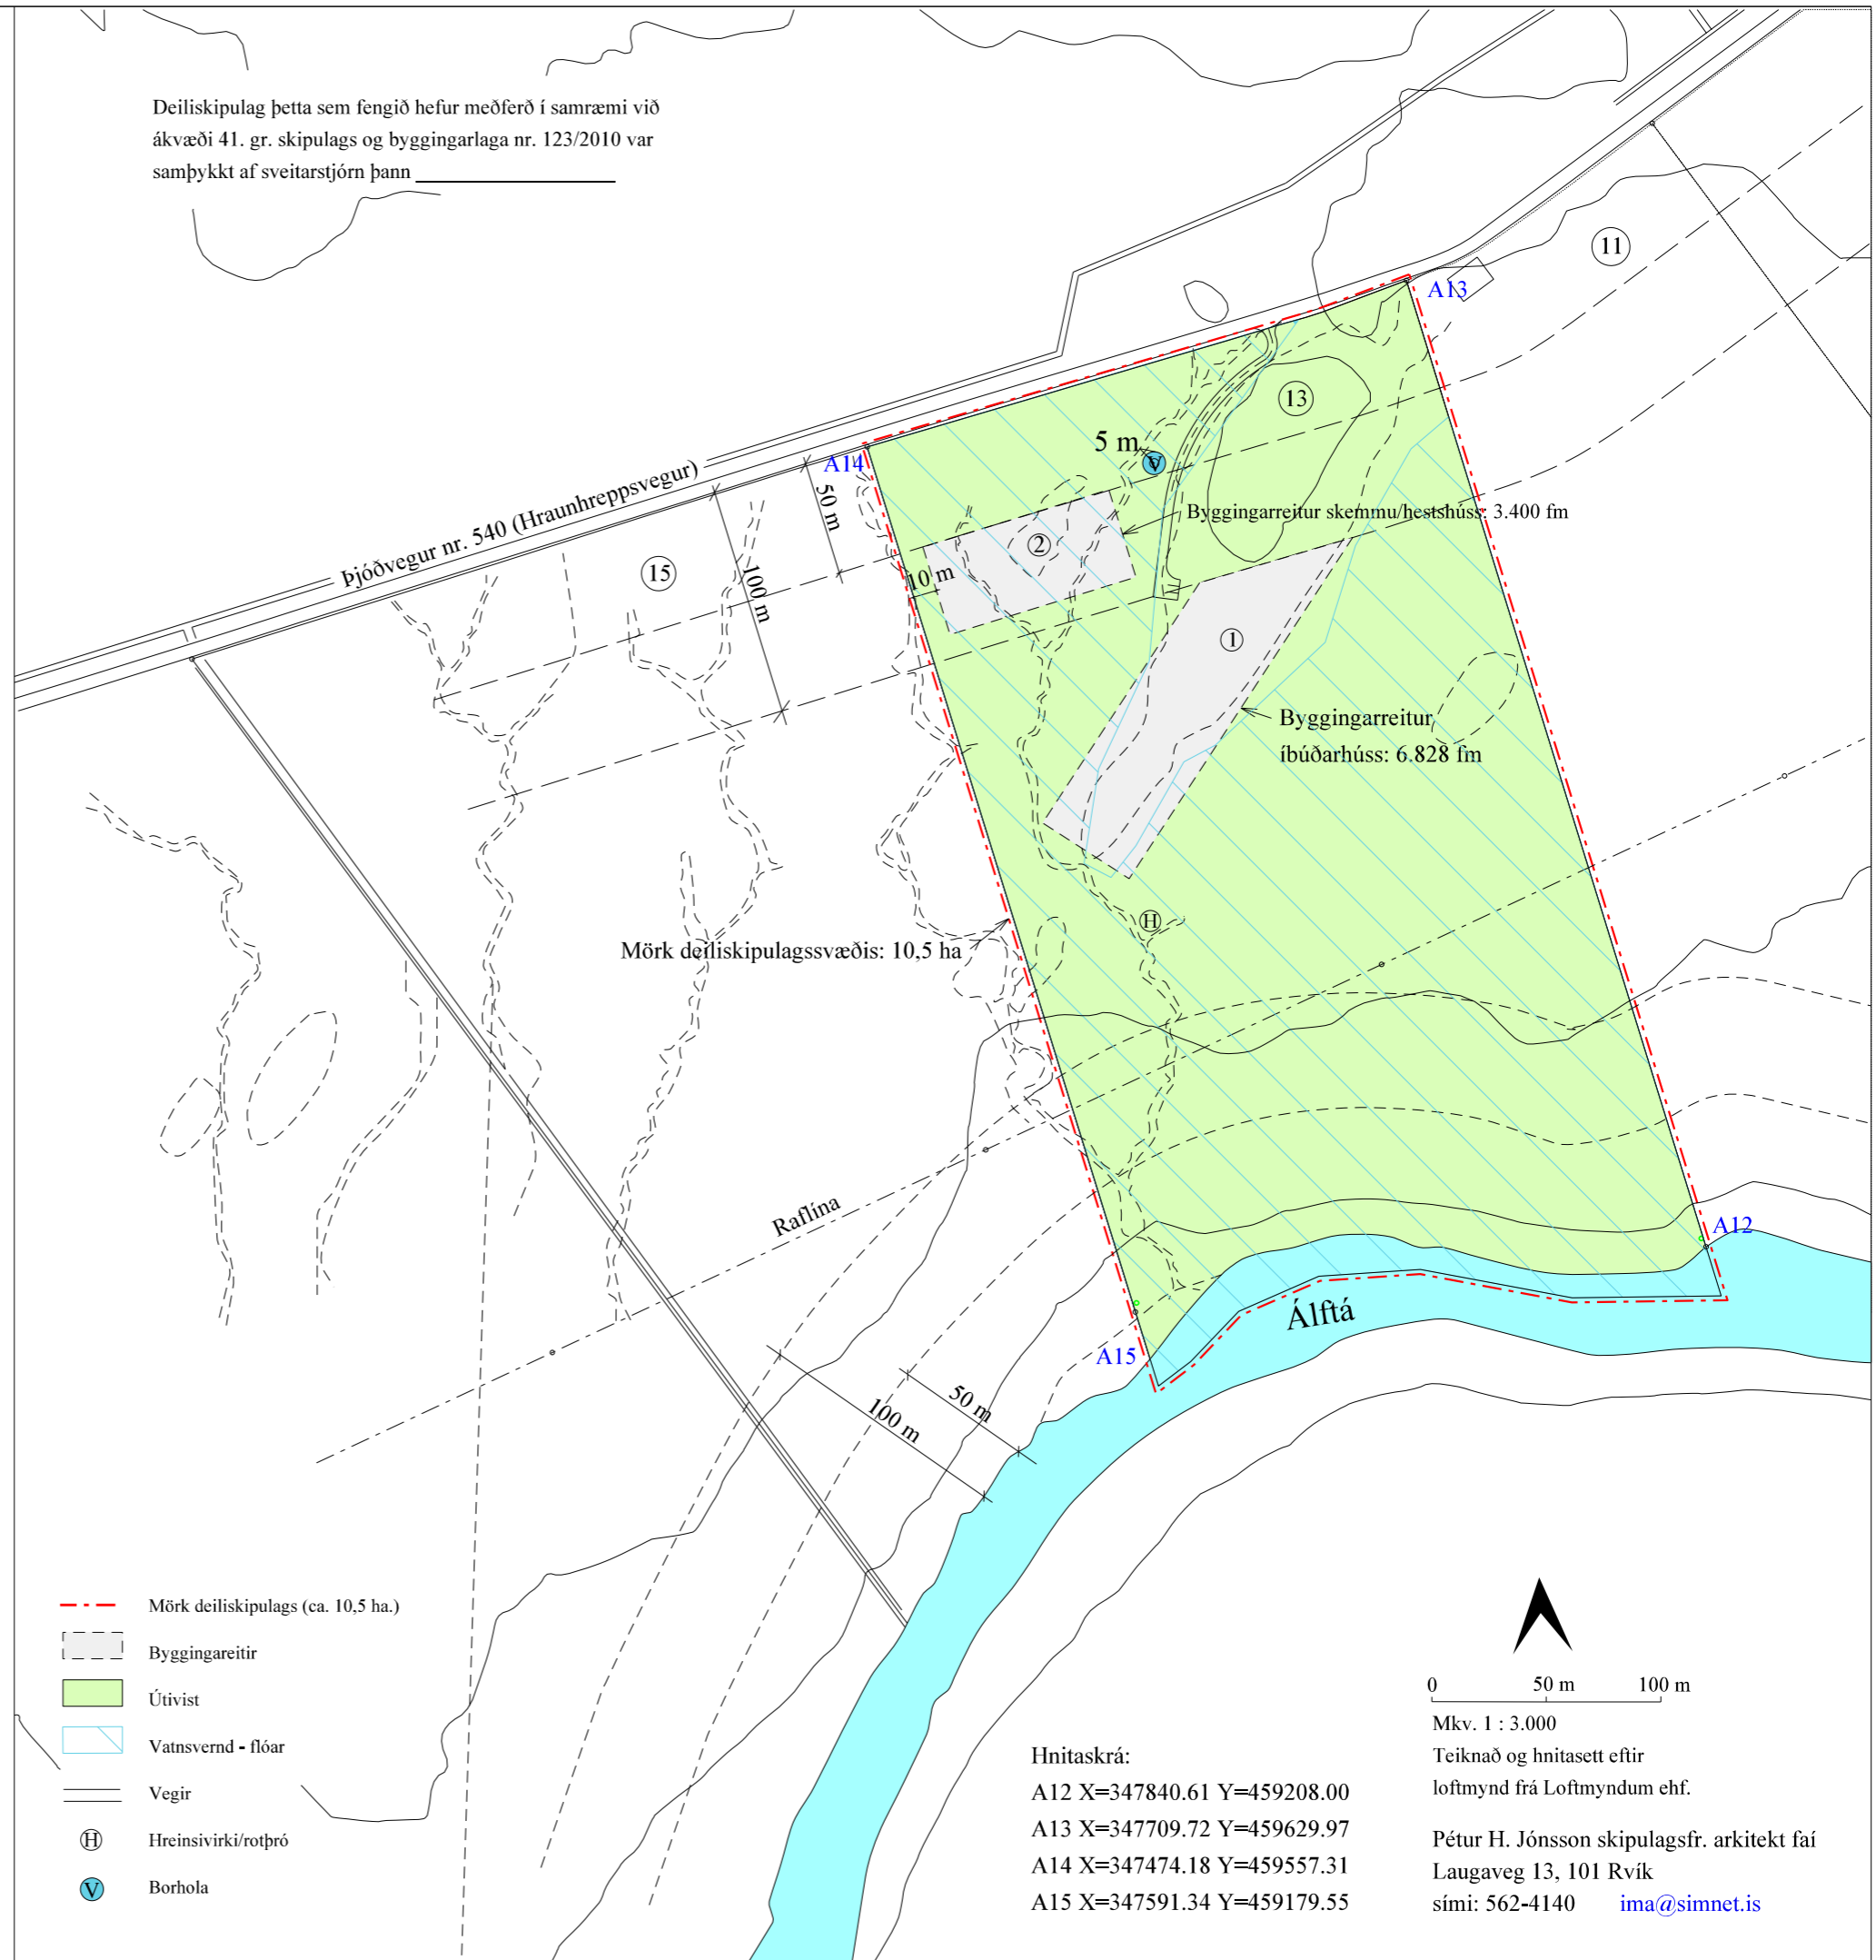 Deiliskipulag þetta sem fengið hefur meðferð í samræmi við
ákvæði 41. gr. skipulags og byggingarlaga nr. 123/2010 var
samþykkt af sveitarstjórn þann
11
A13
13
5 m
V
A14
Þjóðvegur nr. 540 (Hraunhreppsvegur)
50 m
Byggingarreitur skemmu/hestshúss: 3.400 fm
2
15
10 m
100 m
1
Byggingarreitur
íbúðarhúss: 6.828 fm
H
Mörk deiliskipulagssvæðis: 10,5 ha
Raflína
A12
Álftá
A15
50 m
100 m
Mörk deiliskipulags (ca. 10,5 ha.)
Byggingareitir
Útivist
Vatnsvernd - flóar
Vegir
H Hreinsivirki/rotþró
V Borhola
Hnitaskrá:
A12 X=347840.61 Y=459208.00
A13 X=347709.72 Y=459629.97
A14 X=347474.18 Y=459557.31
A15 X=347591.34 Y=459179.55
0 50 m 100 m
Mkv. 1 : 3.000
Teiknað og hnitasett eftir
loftmynd frá Loftmyndum ehf.
Pétur H. Jónsson skipulagsfr. arkitekt faí
Laugaveg 13, 101 Rvík
sími: 562-4140 ima@simnet.is